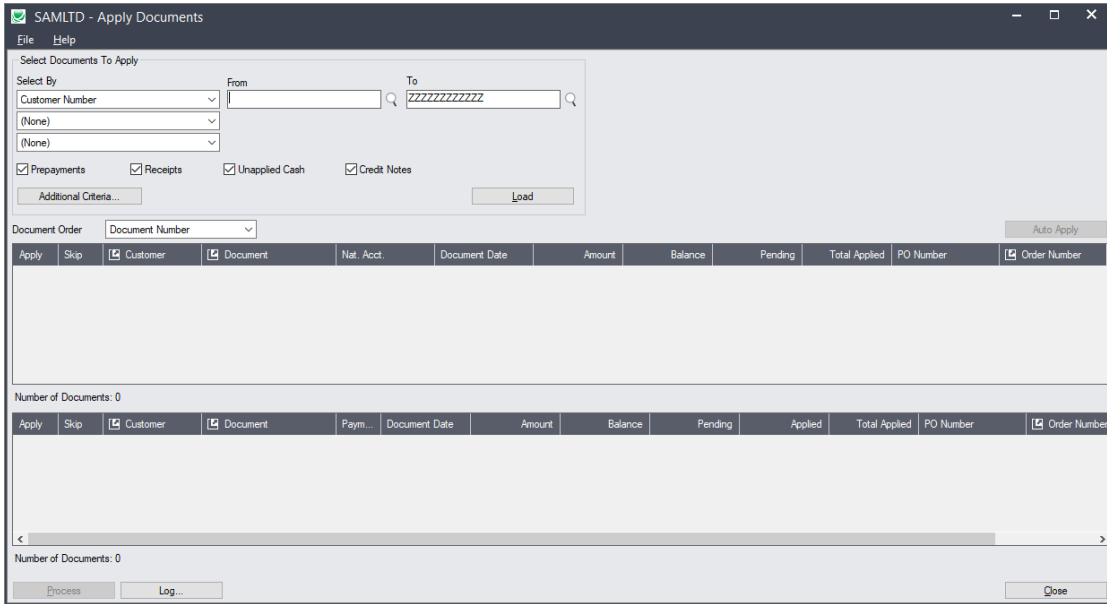 SAMLTD - Apply Documents
File Help
Select Documents To Apply
Select By From To
Customer Number ZZZZZZZZZZZZ
(None)
(None)
Prepayments Receipts Unapplied Cash Credit Notes
Additional Criteria... Load
Document Order Document Number Auto Apply
Apply Skip Customer Document Nat. Acct. Document Date Amount Balance Pending Total Applied PO Number Order Number
Number of Documents: 0
Apply Skip Customer Document Paym... Document Date Amount Balance Pending Applied Total Applied PO Number Order Number
Number of Documents: 0
Process Log... Close